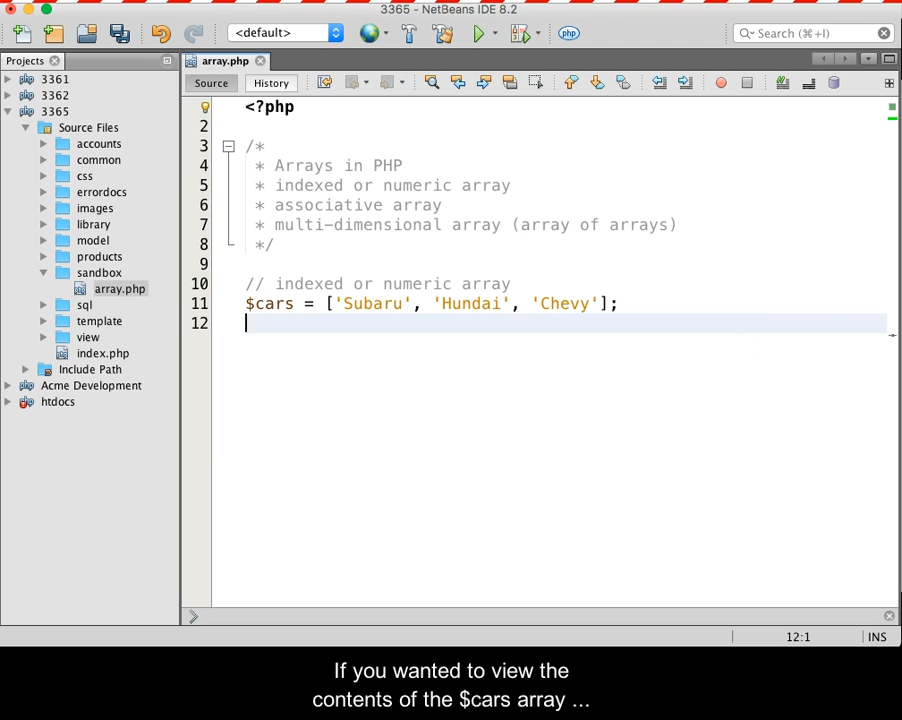 3365 - NetBeans IDE 8.2
<default>
php
Search (⌘+I)
Projects
array.php
3361
3362
3365
Source Files
accounts
common
css
errordocs
images
library
model
products
sandbox
array.php
sql
template
view
index.php
Include Path
Acme Development
htdocs
Source
History
<?php
2
3 /*
4 * Arrays in PHP
5 * indexed or numeric array
6 * associative array
7 * multi-dimensional array (array of arrays)
8 */
9
10 // indexed or numeric array
11 $cars = ['Subaru', 'Hundai', 'Chevy'];
12
12:1
INS
If you wanted to view the
contents of the $cars array ...